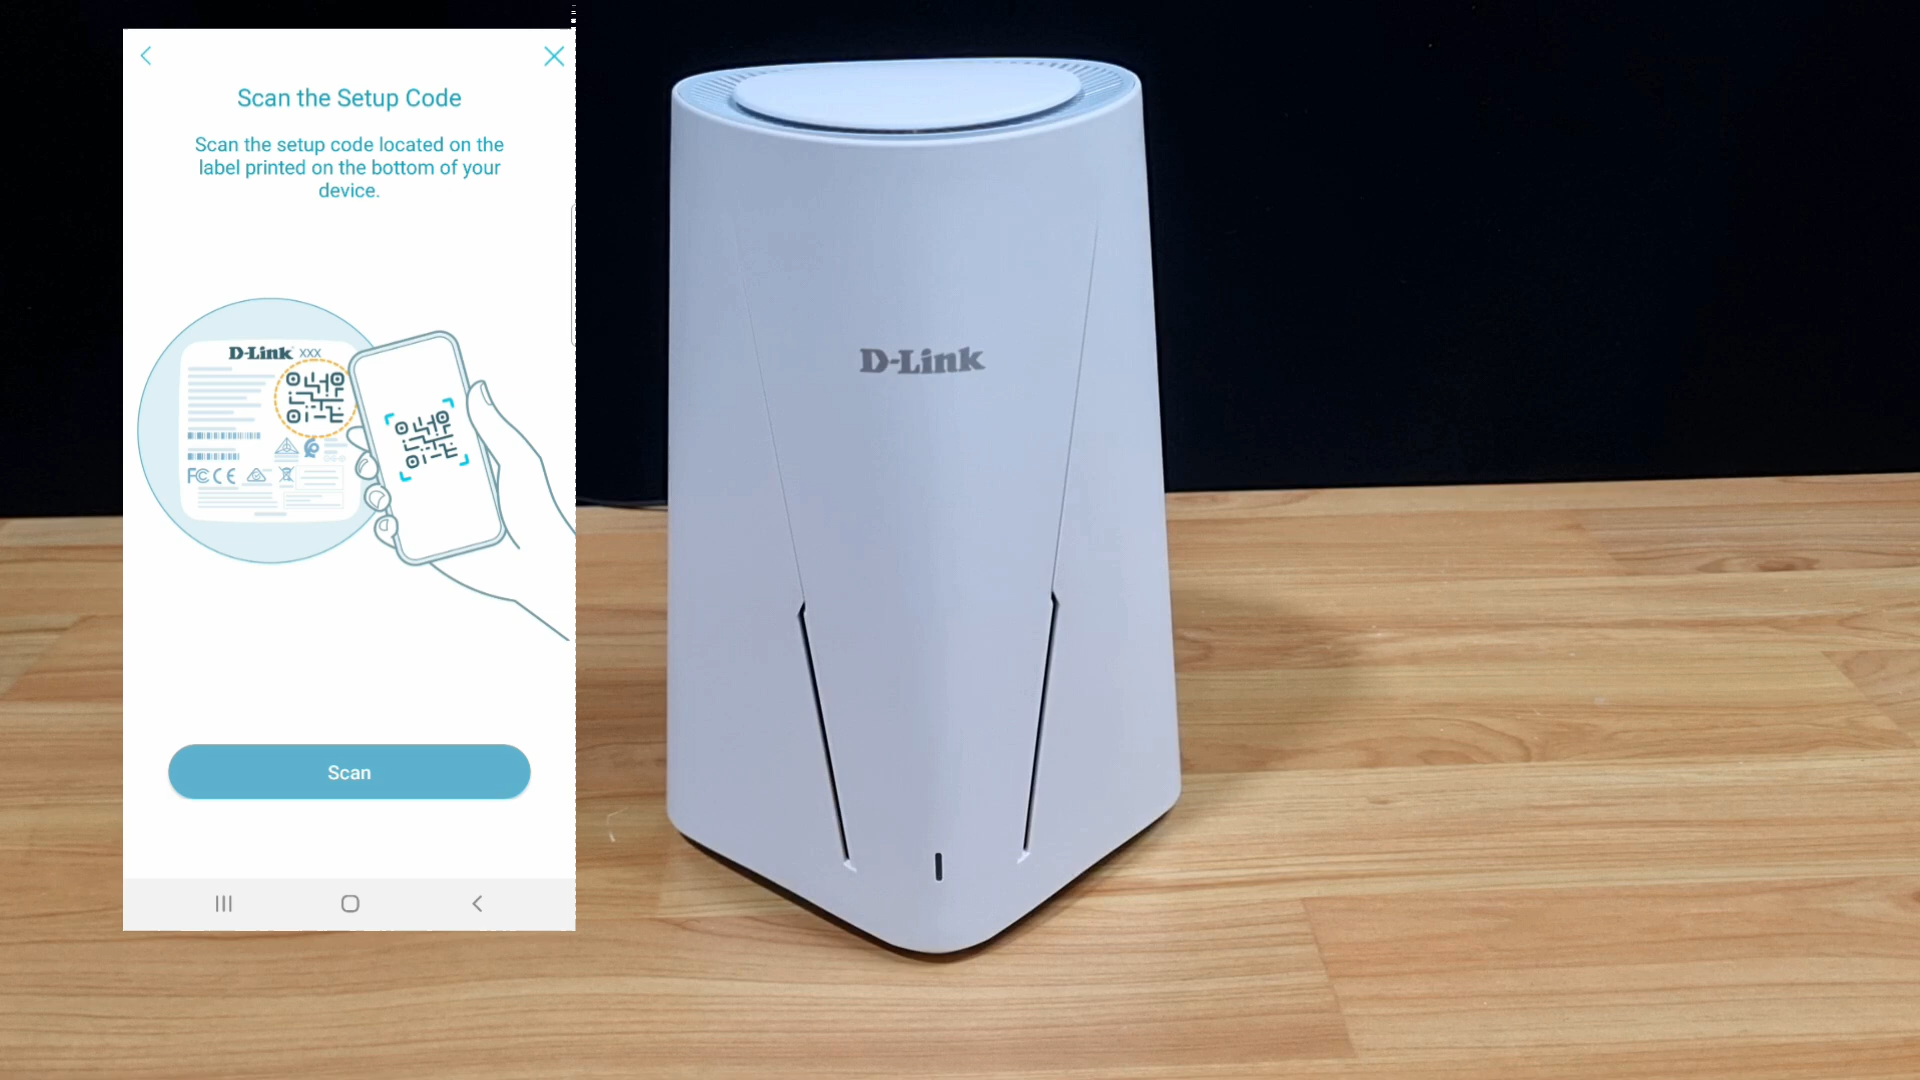 Scan the Setup Code
Scan the setup code located on the
label printed on the bottom of your
device.
D-Link XXX
FC CE
Scan
D-Link